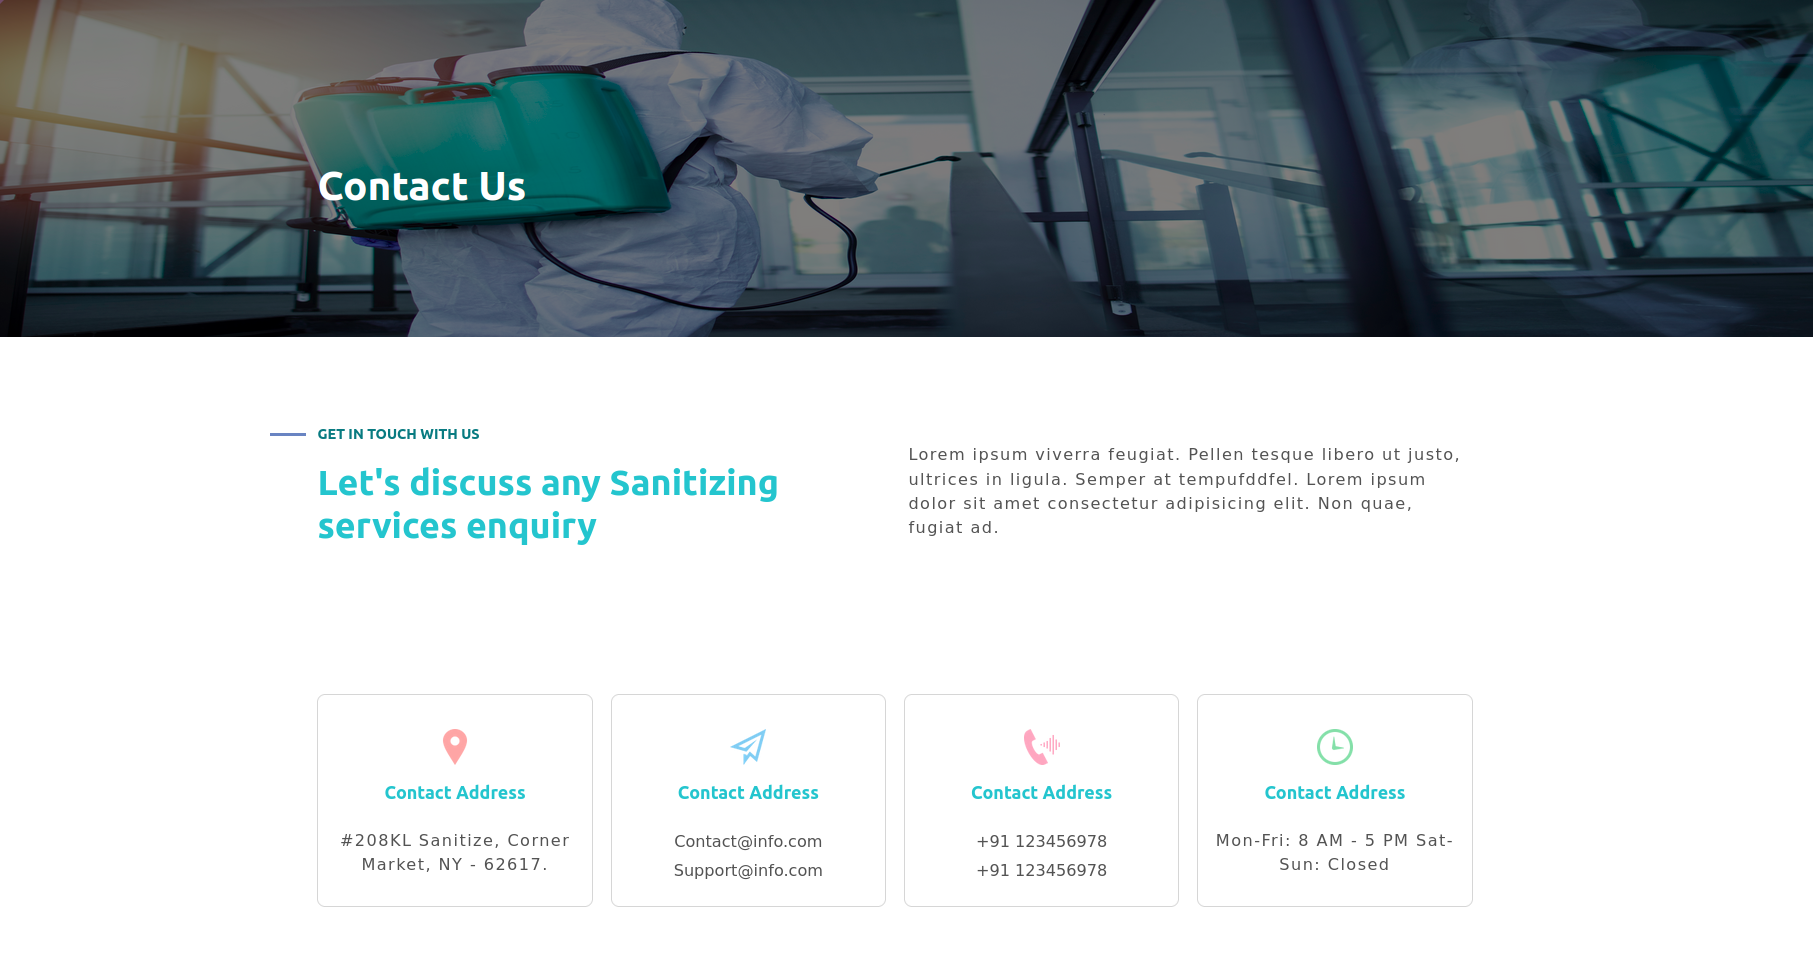 Contact Us
GET IN TOUCH WITH US
Let's discuss any Sanitizing
services enquiry
Lorem ipsum viverra feugiat. Pellen tesque libero ut justo,
ultrices in ligula. Semper at tempufddfel. Lorem ipsum
dolor sit amet consectetur adipisicing elit. Non quae,
fugiat ad.
Contact Address
#208KL Sanitize, Corner
Market, NY - 62617.
Contact Address
Contact@info.com
Support@info.com
Contact Address
+91 123456978
+91 123456978
Contact Address
Mon-Fri: 8 AM - 5 PM Sat-
Sun: Closed